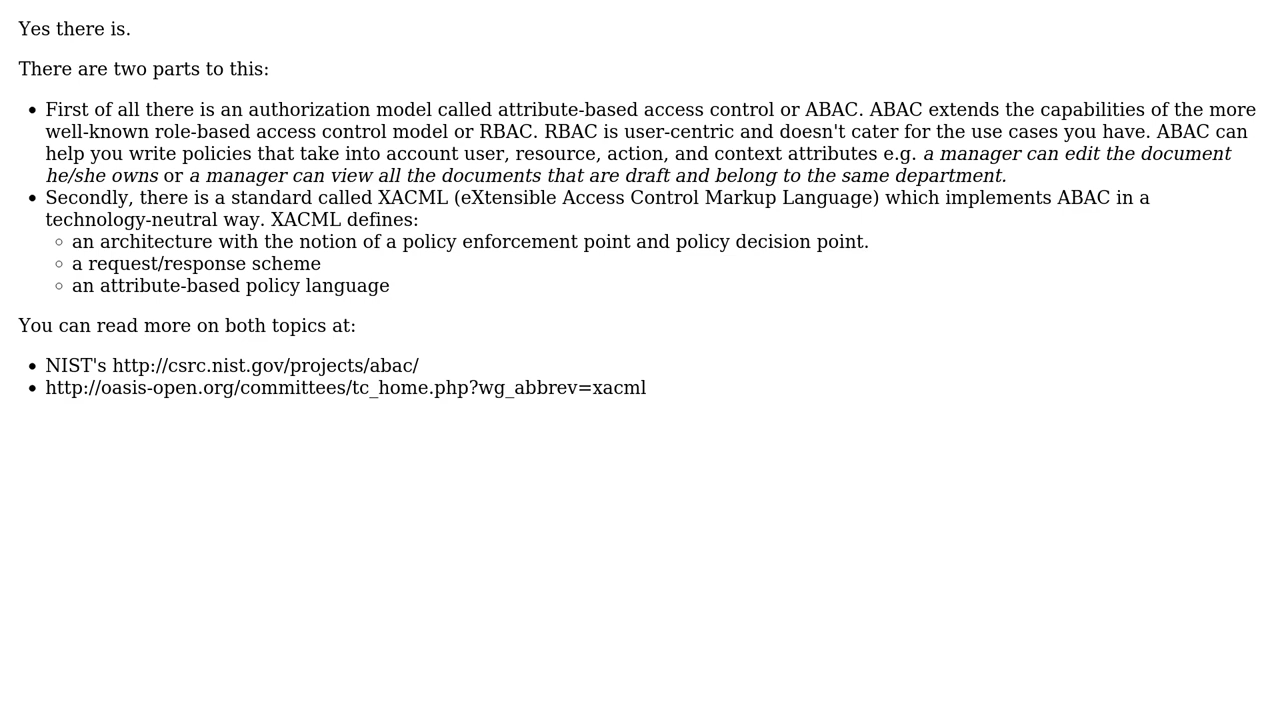 Yes there is.
There are two parts to this:
• First of all there is an authorization model called attribute-based access control or ABAC. ABAC extends the capabilities of the more
well-known role-based access control model or RBAC. RBAC is user-centric and doesn't cater for the use cases you have. ABAC can
help you write policies that take into account user, resource, action, and context attributes e.g. a manager can edit the document
he/she owns or a manager can view all the documents that are draft and belong to the same department.
• Secondly, there is a standard called XACML (eXtensible Access Control Markup Language) which implements ABAC in a
technology-neutral way. XACML defines:
◦ an architecture with the notion of a policy enforcement point and policy decision point.
◦ a request/response scheme
◦ an attribute-based policy language
You can read more on both topics at:
• NIST's http://csrc.nist.gov/projects/abac/
• http://oasis-open.org/committees/tc_home.php?wg_abbrev=xacml